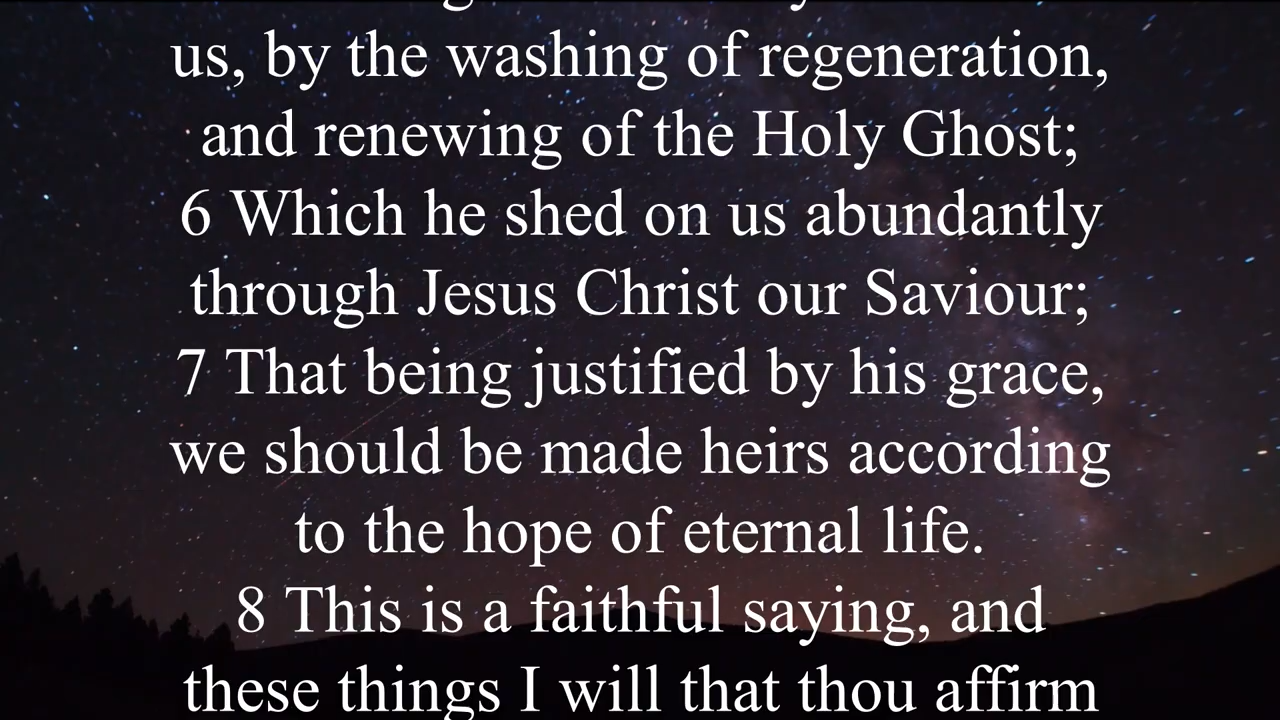 us, by the washing of regeneration,
and renewing of the Holy Ghost;
6 Which he shed on us abundantly
through Jesus Christ our Saviour;
7 That being justified by his grace,
we should be made heirs according
to the hope of eternal life.
8 This is a faithful saying, and
these things I will that thou affirm